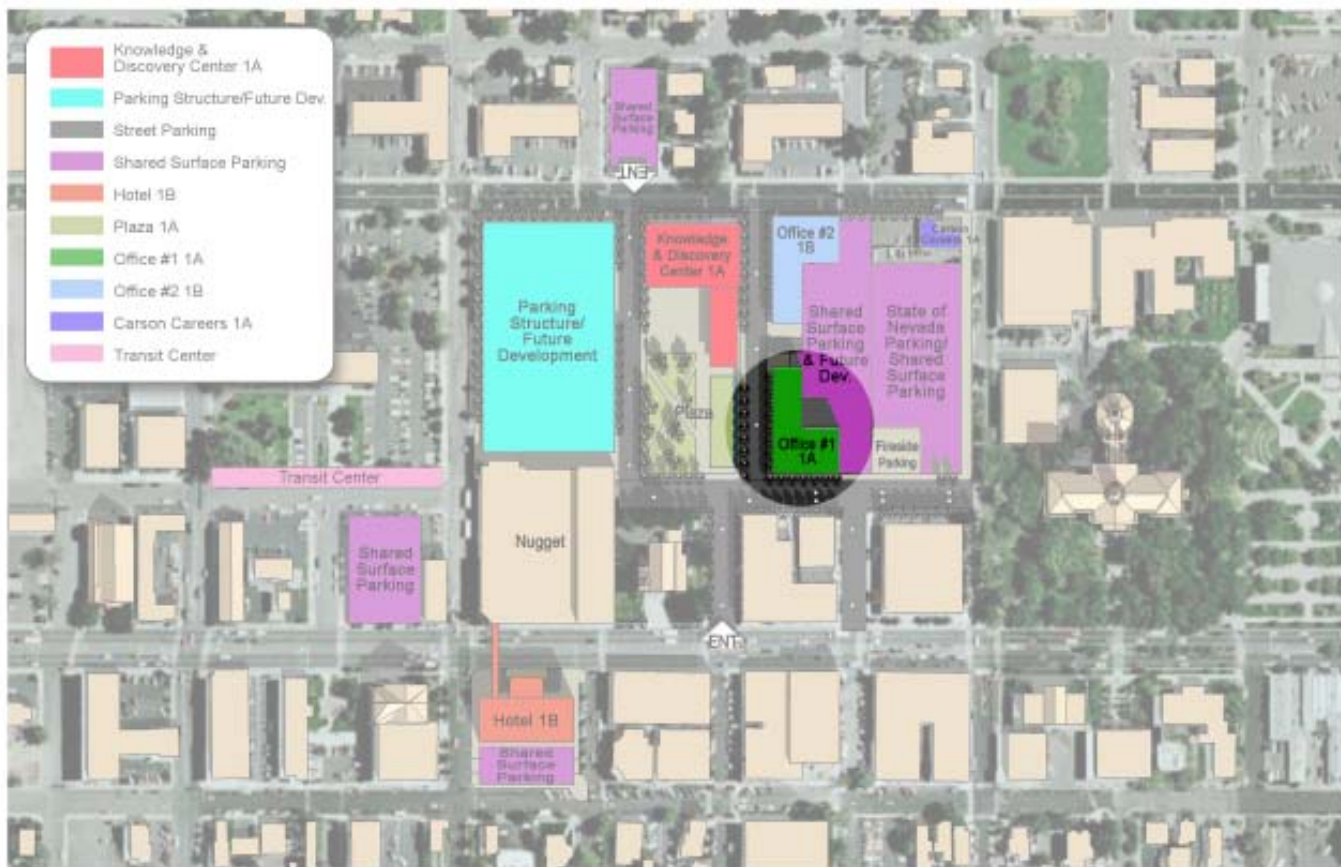 Knowledge &
Discovery Center 1A
Parking Structure/Future Dev.
Street Parking
Shared Surface Parking
Hotel 1B
Plaza 1A
Office #1 1A
Office #2 1B
Carson Careers 1A
Transit Center
Shared
Surface
Parking
ENT.
Knowledge
& Discovery
Center 1A
Office #2
1B
Carson
Careers 1A
Parking
Structure/
Future
Development
Shared
Surface
Parking
& Future
Dev.
State of
Nevada
Parking/
Shared
Surface
Parking
Plaza
Office #1
1A
Fireside
Parking
Transit Center
Nugget
Shared
Surface
Parking
ENT.
Hotel 1B
Shared
Surface
Parking